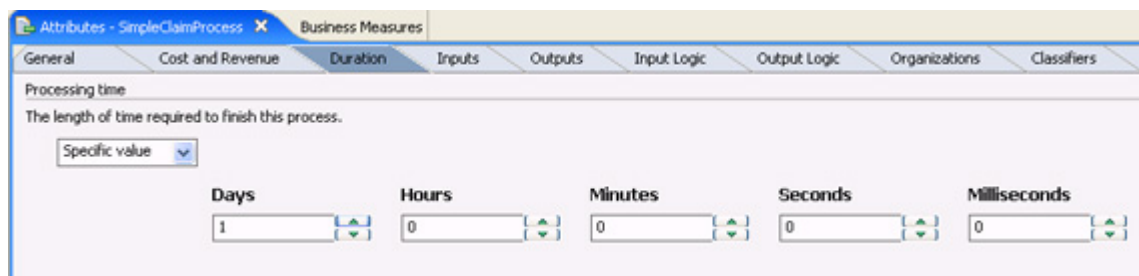 Attributes - SimpleClaimProcess Business Measures
General Cost and Revenue Duration Inputs Outputs Input Logic Output Logic Organizations Classifiers
Processing time
The length of time required to finish this process.
Specific value
Days Hours Minutes Seconds Milliseconds
1 0 0 0 0